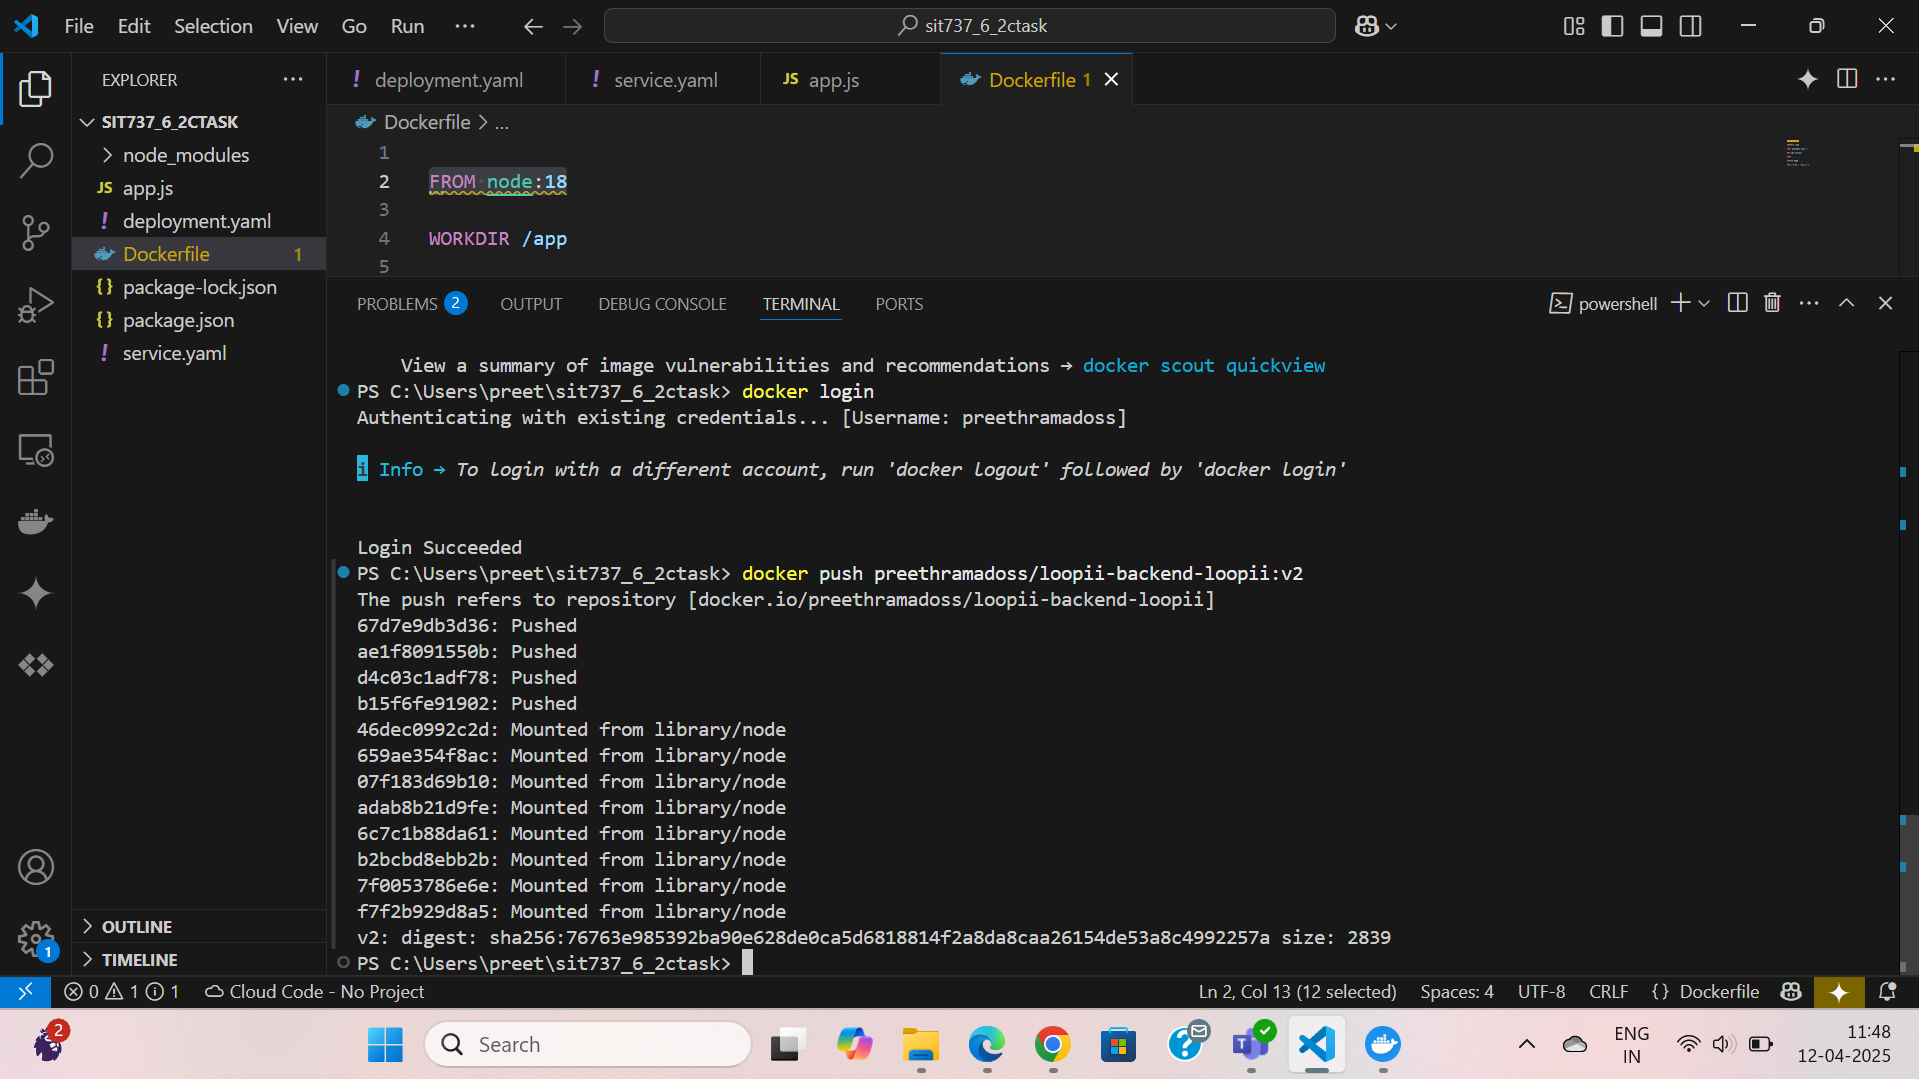 File Edit Selection View Go Run ...
sit737_6_2ctask
EXPLORER
SIT737_6_2CTASK
node_modules
JS app.js
! deployment.yaml
Dockerfile 1
{} package-lock.json
{} package.json
! service.yaml
OUTLINE
TIMELINE
! deployment.yaml
! service.yaml
JS app.js
Dockerfile 1
Dockerfile > ...
1
2 FROM node:18
3
4 WORKDIR /app
5
PROBLEMS 2 OUTPUT DEBUG CONSOLE TERMINAL PORTS
powershell
View a summary of image vulnerabilities and recommendations → docker scout quickview
PS C:\Users\preet\sit737_6_2ctask> docker login
Authenticating with existing credentials... [Username: preethramadoss]
i Info → To login with a different account, run 'docker logout' followed by 'docker login'
Login Succeeded
PS C:\Users\preet\sit737_6_2ctask> docker push preethramadoss/loopii-backend-loopii:v2
The push refers to repository [docker.io/preethramadoss/loopii-backend-loopii]
67d7e9db3d36: Pushed
ae1f8091550b: Pushed
d4c03c1adf78: Pushed
b15f6fe91902: Pushed
46dec0992c2d: Mounted from library/node
659ae354f8ac: Mounted from library/node
07f183d69b10: Mounted from library/node
adab8b21d9fe: Mounted from library/node
6c7c1b88da61: Mounted from library/node
b2bcbd8ebb2b: Mounted from library/node
7f0053786e6e: Mounted from library/node
f7f2b929d8a5: Mounted from library/node
v2: digest: sha256:76763e985392ba90e628de0ca5d6818814f2a8da8caa26154de53a8c4992257a size: 2839
PS C:\Users\preet\sit737_6_2ctask>
1
0 1 1 Cloud Code - No Project
Ln 2, Col 13 (12 selected) Spaces: 4 UTF-8 CRLF {} Dockerfile
2
Search
ENG
IN
11:48
12-04-2025